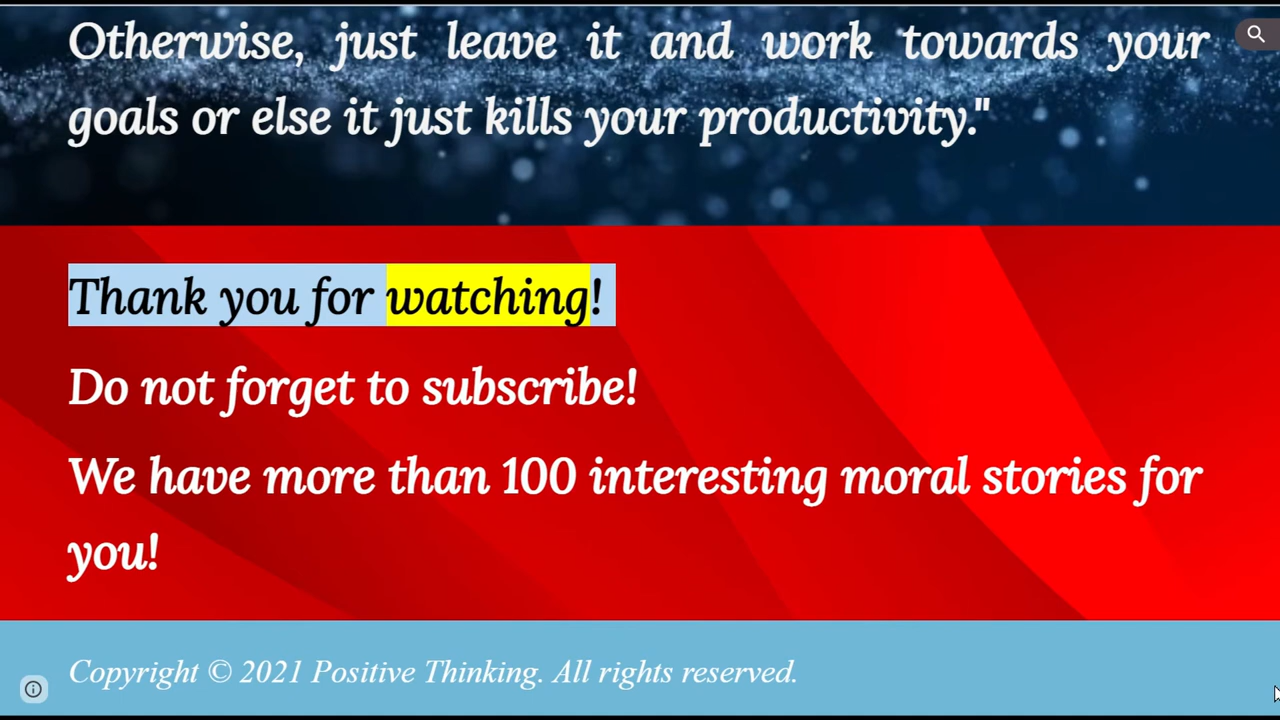 Otherwise, just leave it and work towards your
goals or else it just kills your productivity."
Thank you for watching!
Do not forget to subscribe!
We have more than 100 interesting moral stories for
you!
Copyright © 2021 Positive Thinking. All rights reserved.